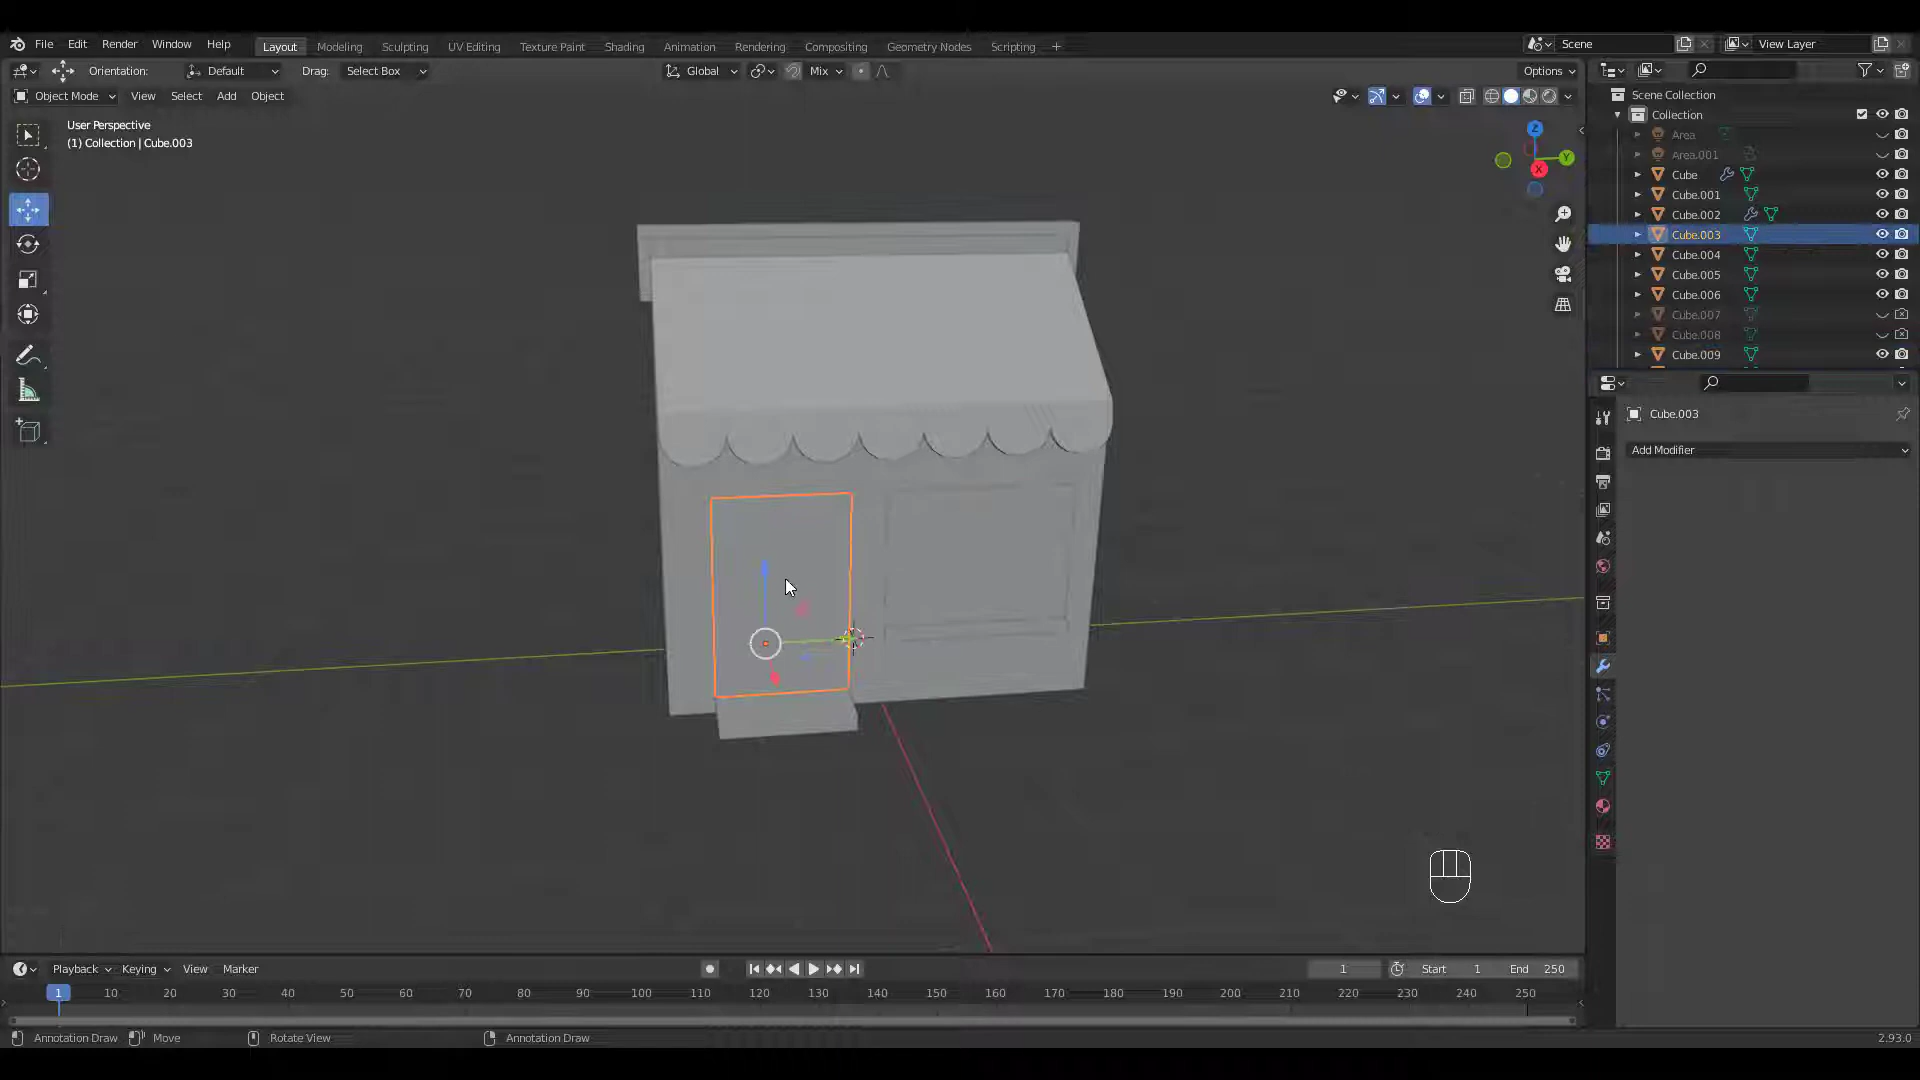 File Edit Render Window Help Layout Modeling Sculpting UV Editing Texture Paint Shading Animation Rendering Compositing Geometry Nodes Scripting + Scene View Layer
Orientation: Default Drag: Select Box Global Mix Options
Object Mode View Select Add Object
User Perspective
(1) Collection | Cube.003
Z
Y
X
Scene Collection
Collection
Area
Area.001
Cube
Cube.001
Cube.002
Cube.003
Cube.004
Cube.005
Cube.006
Cube.007
Cube.008
Cube.009
Cube.003
Add Modifier
Playback Keying View Marker 1 Start 1 End 250
1 10 20 30 40 50 60 70 80 90 100 110 120 130 140 150 160 170 180 190 200 210 220 230 240 250
Annotation Draw Move Rotate View Annotation Draw 2.93.0